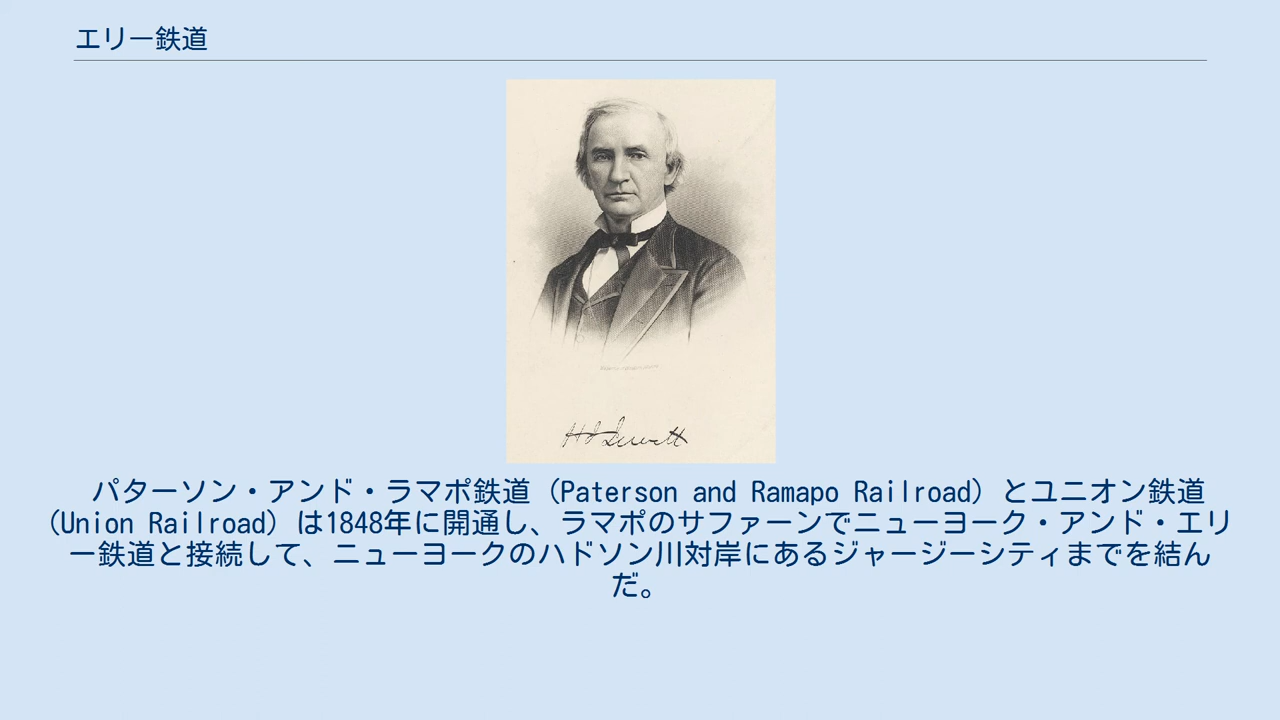 エリー鉄道
H J Jewett
パターソン・アンド・ラマポ鉄道（Paterson and Ramapo Railroad）とユニオン鉄道
（Union Railroad）は1848年に開通し、ラマポのサファーンでニューヨーク・アンド・エリ
ー鉄道と接続して、ニューヨークのハドソン川対岸にあるジャージーシティまでを結ん
だ。